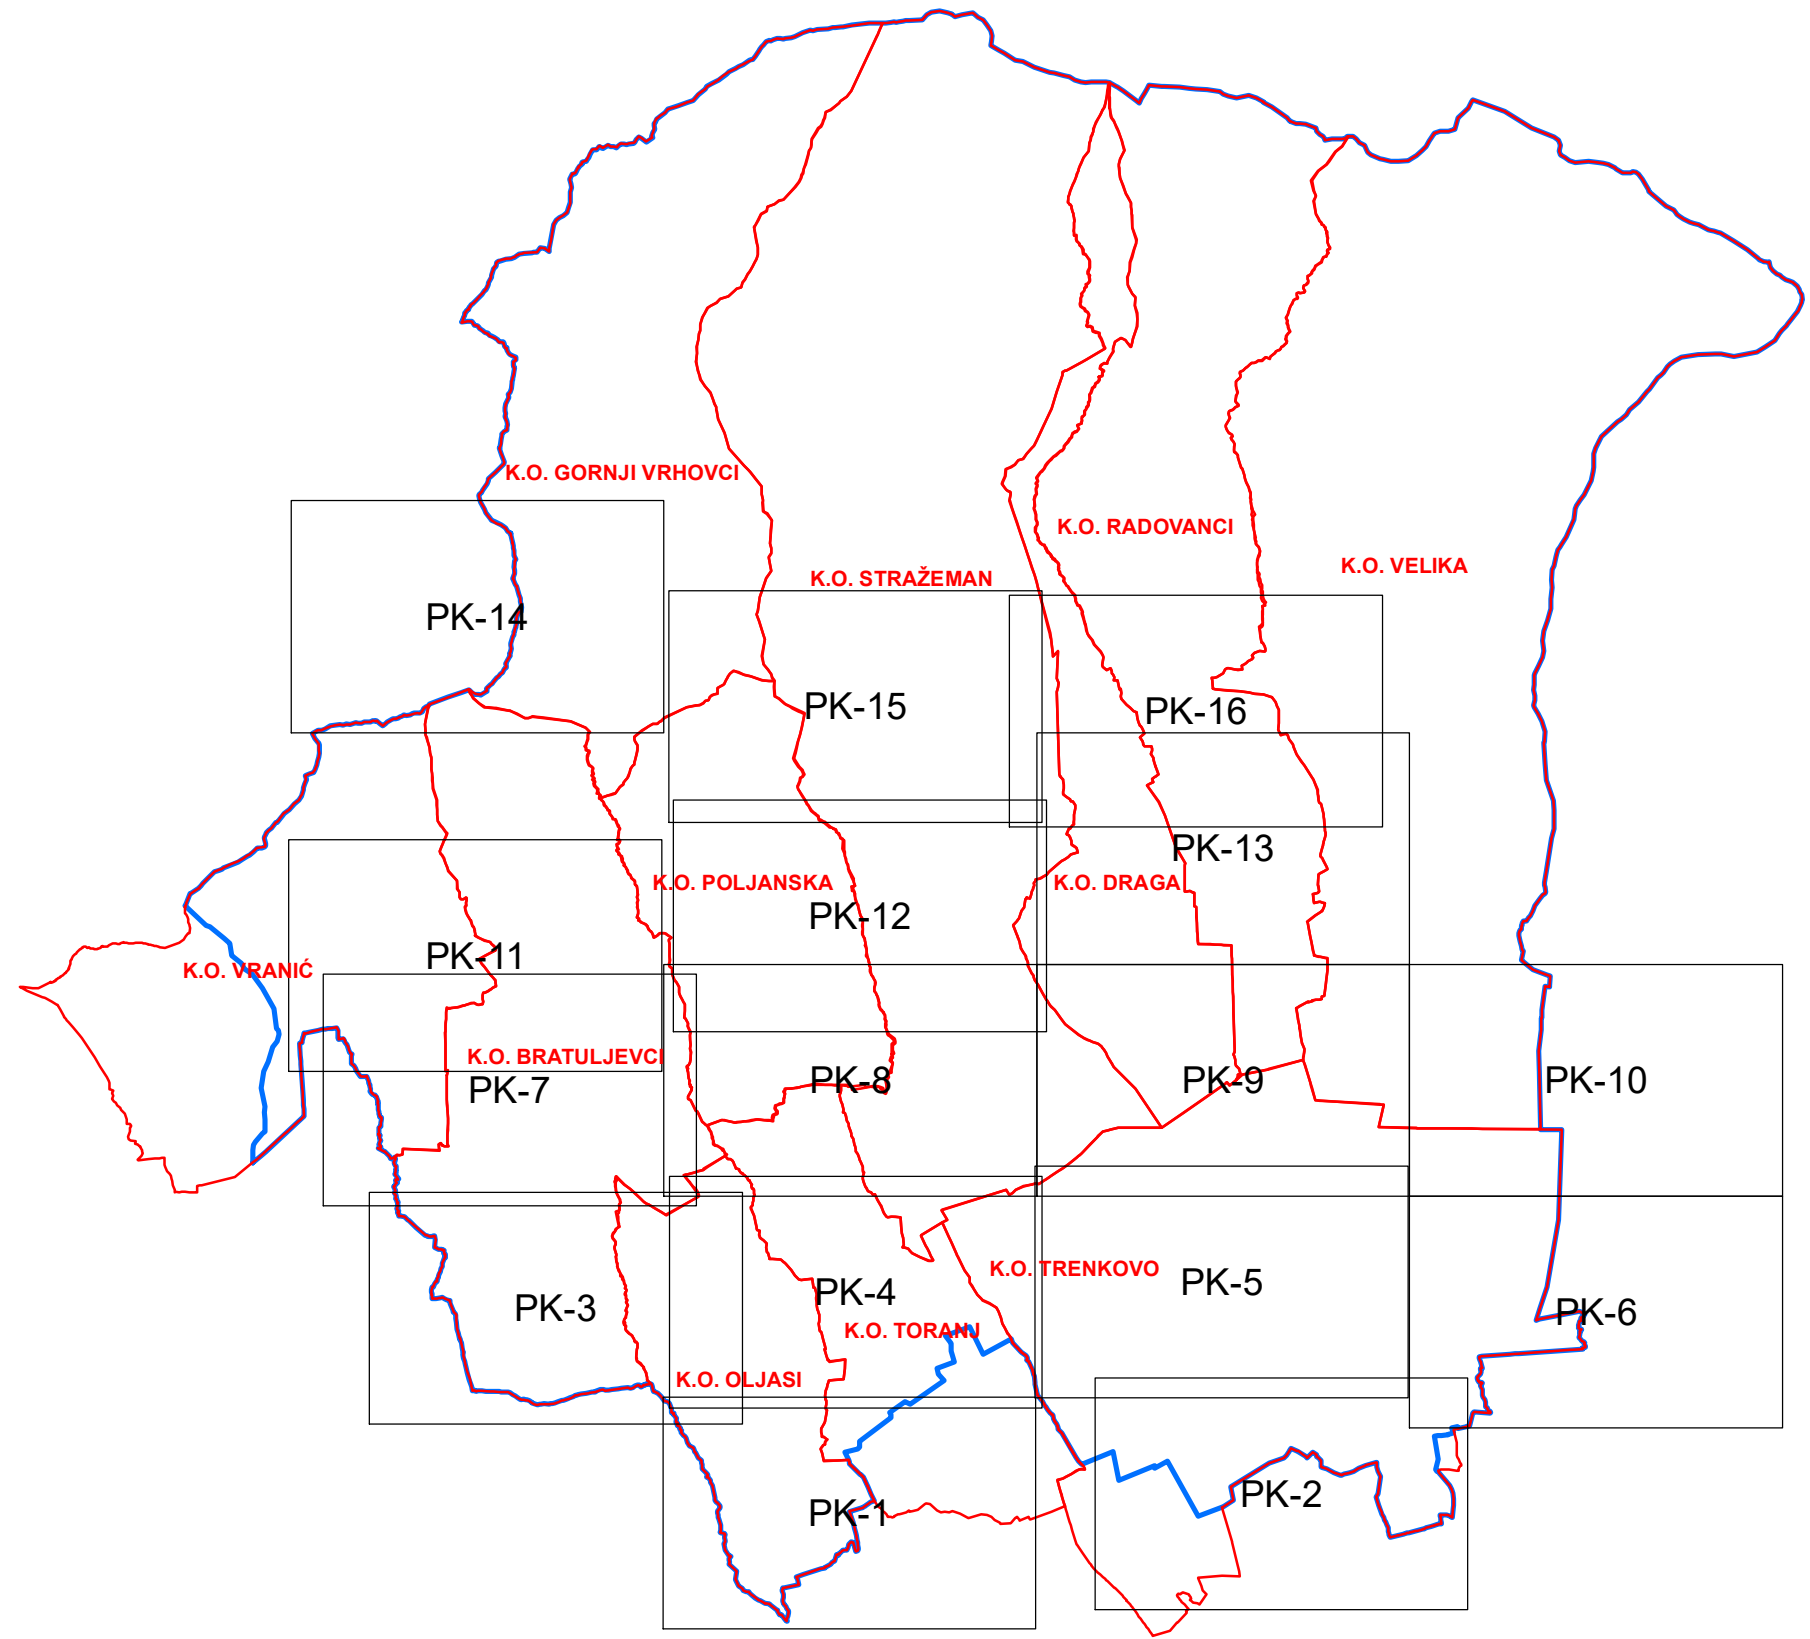 K.O. GORNJI VRHOVCI
K.O. RADOVANCI
K.O. VELIKA
K.O. STRAŽEMAN
PK-14
PK-15
PK-16
PK-13
K.O. POLJANSKA
K.O. DRAGA
PK-12
PK-11
K.O. VRANIĆ
K.O. BRATULJEVCI
PK-7
PK-8
PK-9
PK-10
K.O. TRENKOVO
PK-5
PK-4
PK-3
PK-6
K.O. TORANJ
K.O. OLJASI
PK-2
PK-1